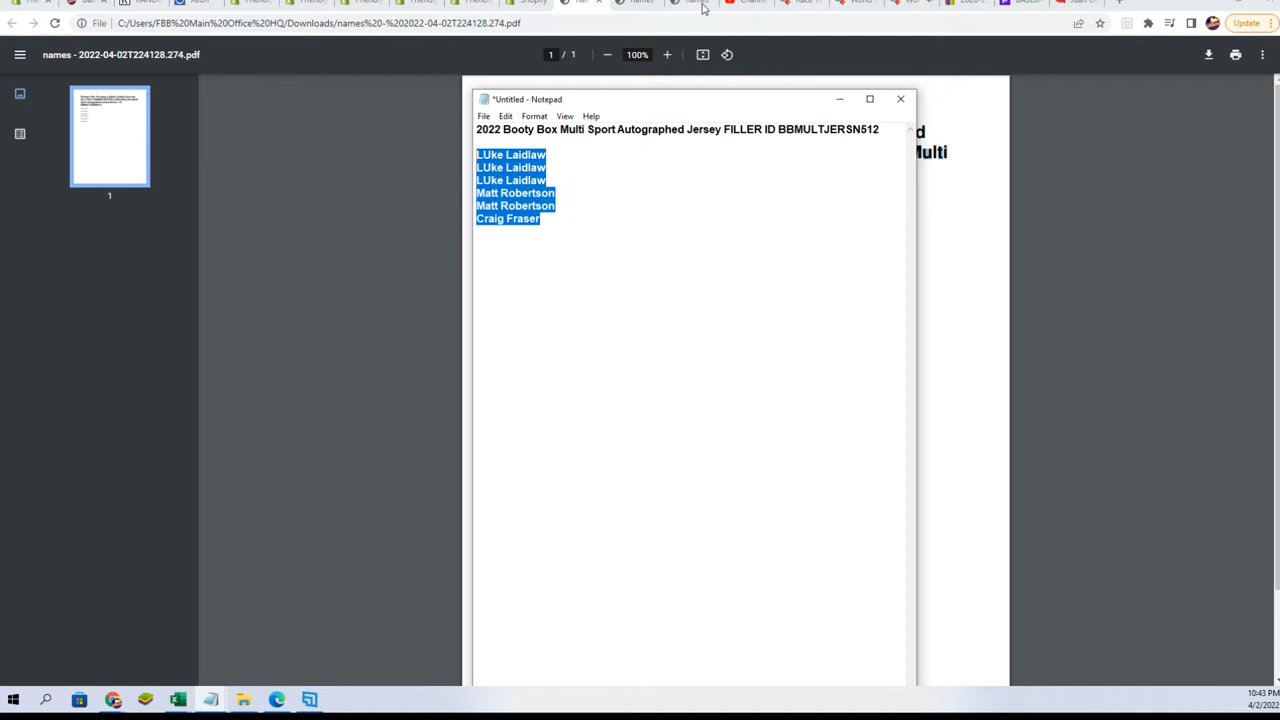 Shopify
names
names
File
C:/Users/FBB%20Main%20Office%20HQ/Downloads/names%20-%202022-04-02T224128.274.pdf
Update
names - 2022-04-02T224128.274.pdf
1 / 1
100%
*Untitled - Notepad
File Edit Format View Help
2022 Booty Box Multi Sport Autographed Jersey FILLER ID BBMULTJERSN512
LUke Laidlaw
LUke Laidlaw
LUke Laidlaw
Matt Robertson
Matt Robertson
Craig Fraser
d
Multi
1
10:43 PM
4/2/2022